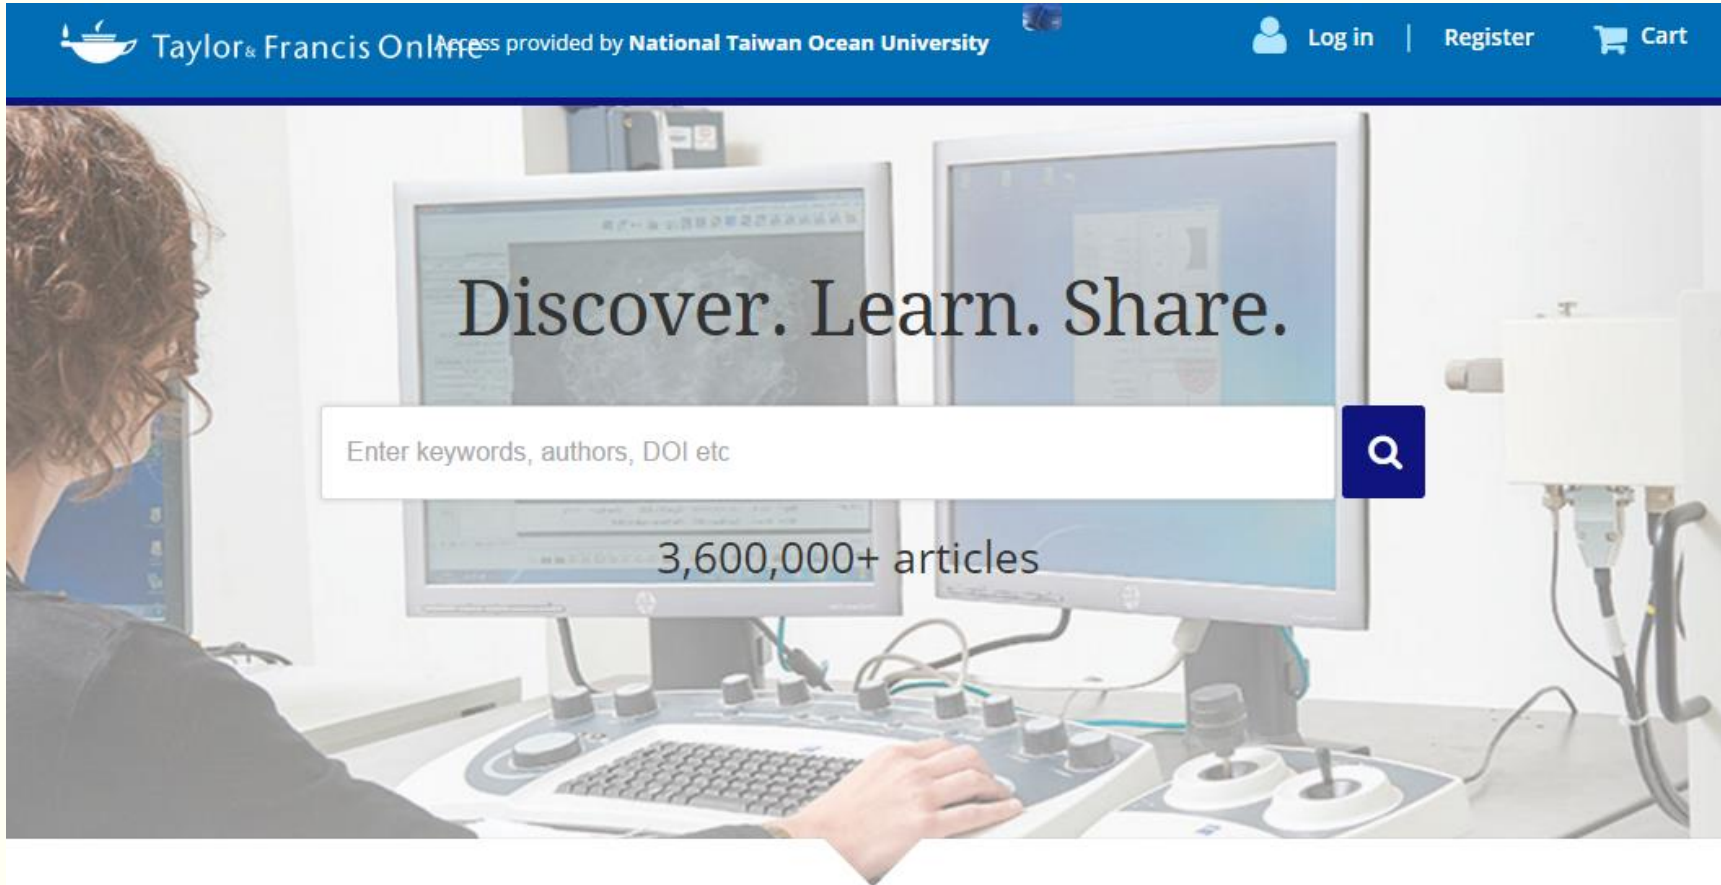 Taylor & Francis Online
Access provided by National Taiwan Ocean University
Log in | Register
Cart
Discover. Learn. Share.
Enter keywords, authors, DOI etc
3,600,000+ articles